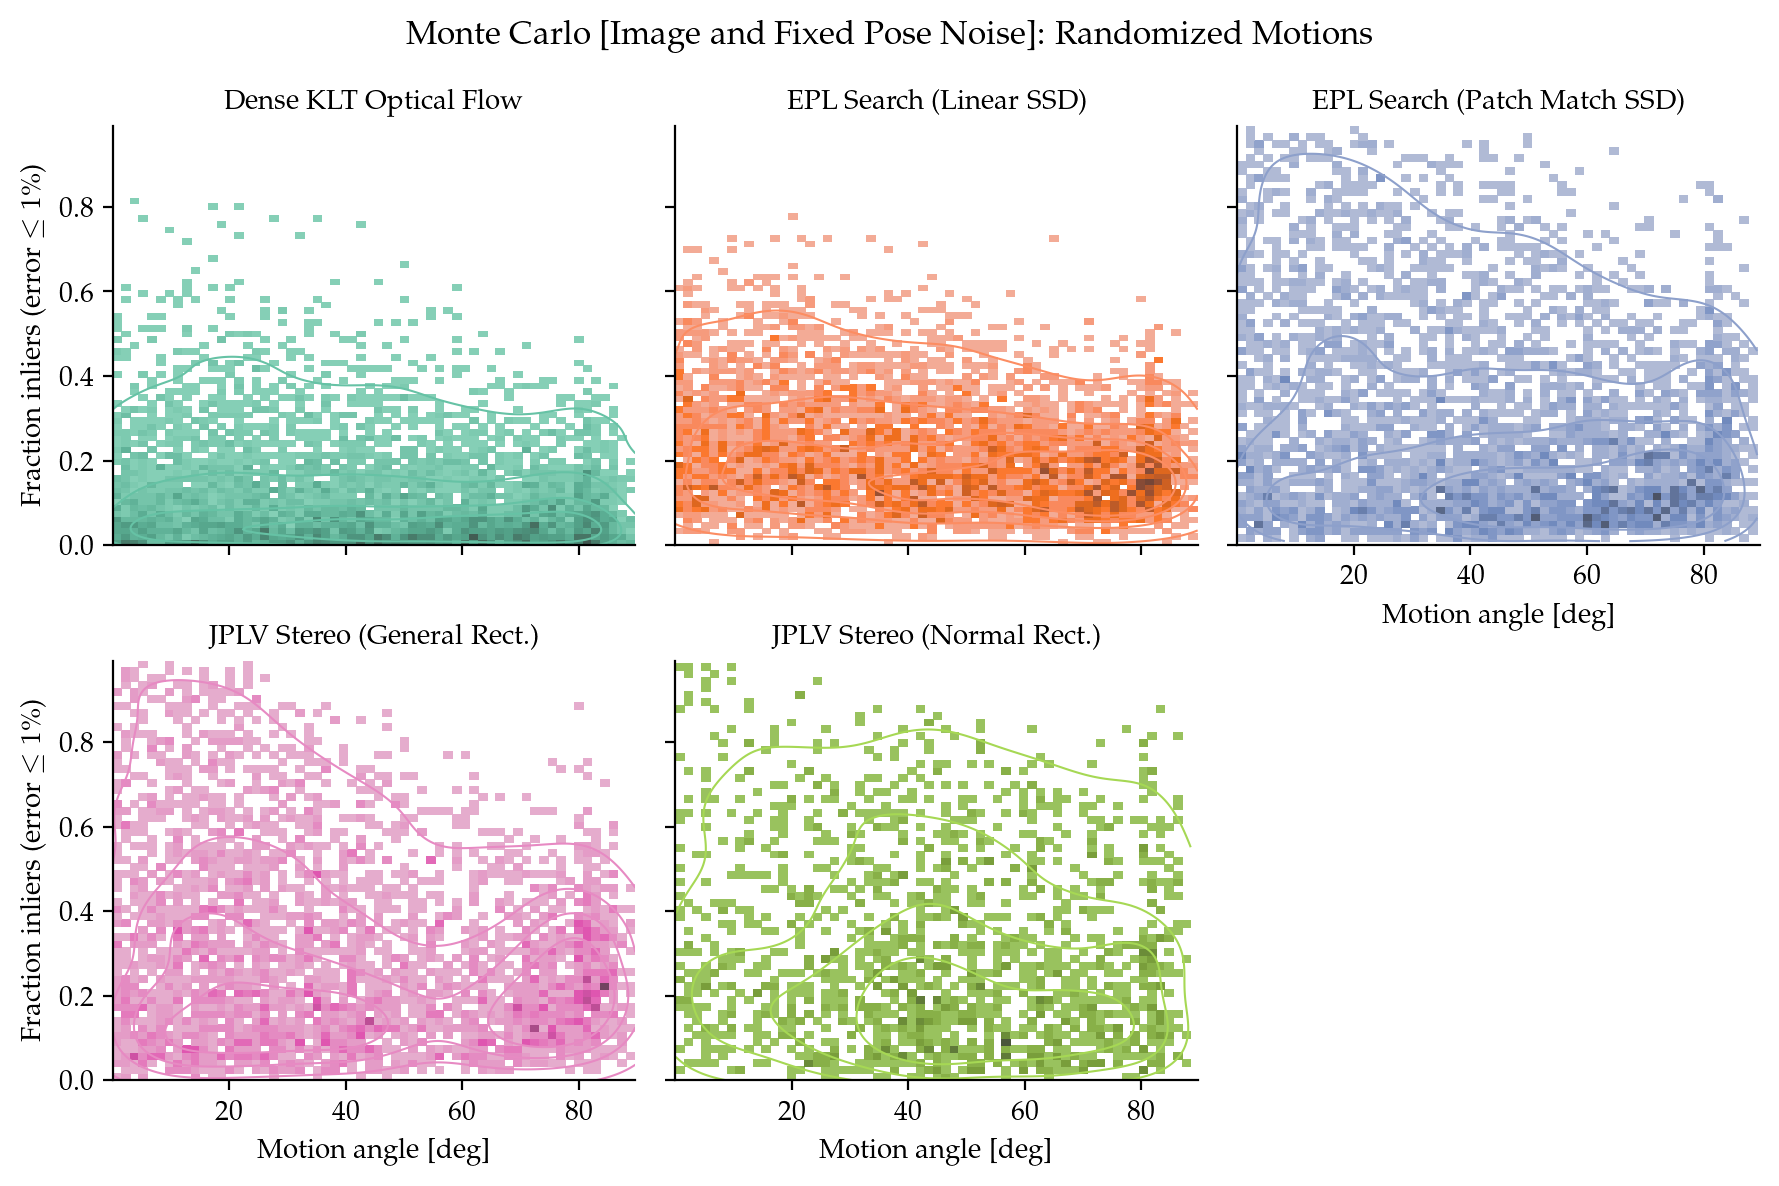 Monte Carlo [Image and Fixed Pose Noise]: Randomized Motions
Dense KLT Optical Flow
EPL Search (Linear SSD)
EPL Search (Patch Match SSD)
Fraction inliers (error ≤ 1%)
0.8
0.6
0.4
0.2
0.0
20 40 60 80
Motion angle [deg]
JPLV Stereo (General Rect.)
JPLV Stereo (Normal Rect.)
Fraction inliers (error ≤ 1%)
0.8
0.6
0.4
0.2
0.0
20 40 60 80
Motion angle [deg]
20 40 60 80
Motion angle [deg]